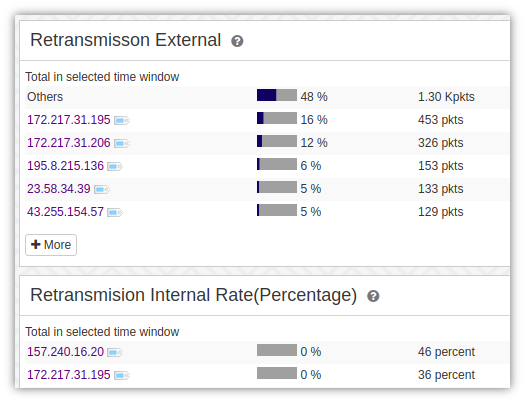 Retransmisson External ?
Total in selected time window
Others 48 % 1.30 Kpkts
172.217.31.195 16 % 453 pkts
172.217.31.206 12 % 326 pkts
195.8.215.136 6 % 153 pkts
23.58.34.39 5 % 133 pkts
43.255.154.57 5 % 129 pkts
+ More
Retransmision Internal Rate(Percentage) ?
Total in selected time window
157.240.16.20 0 % 46 percent
172.217.31.195 0 % 36 percent